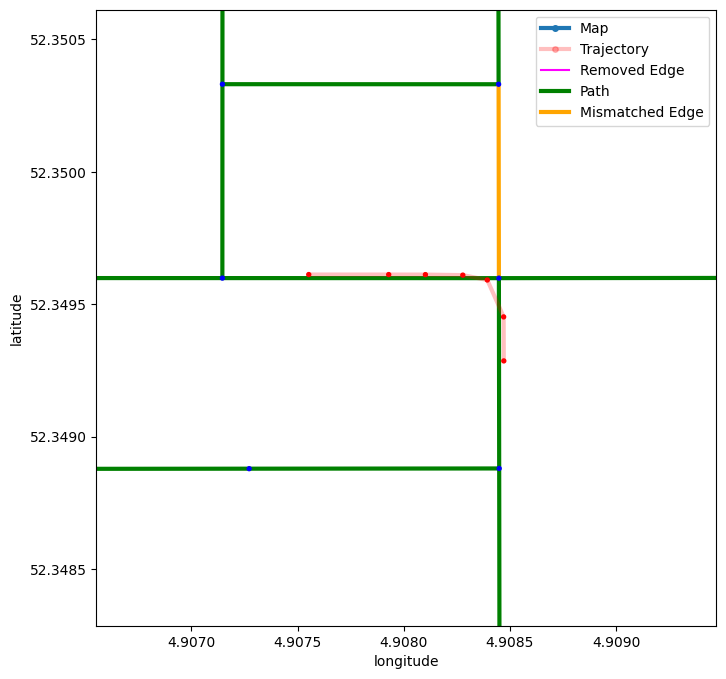 52.3505
52.3500
52.3495
52.3490
52.3485
latitude
4.9070
4.9075
4.9080
4.9085
4.9090
longitude
Map
Trajectory
Removed Edge
Path
Mismatched Edge